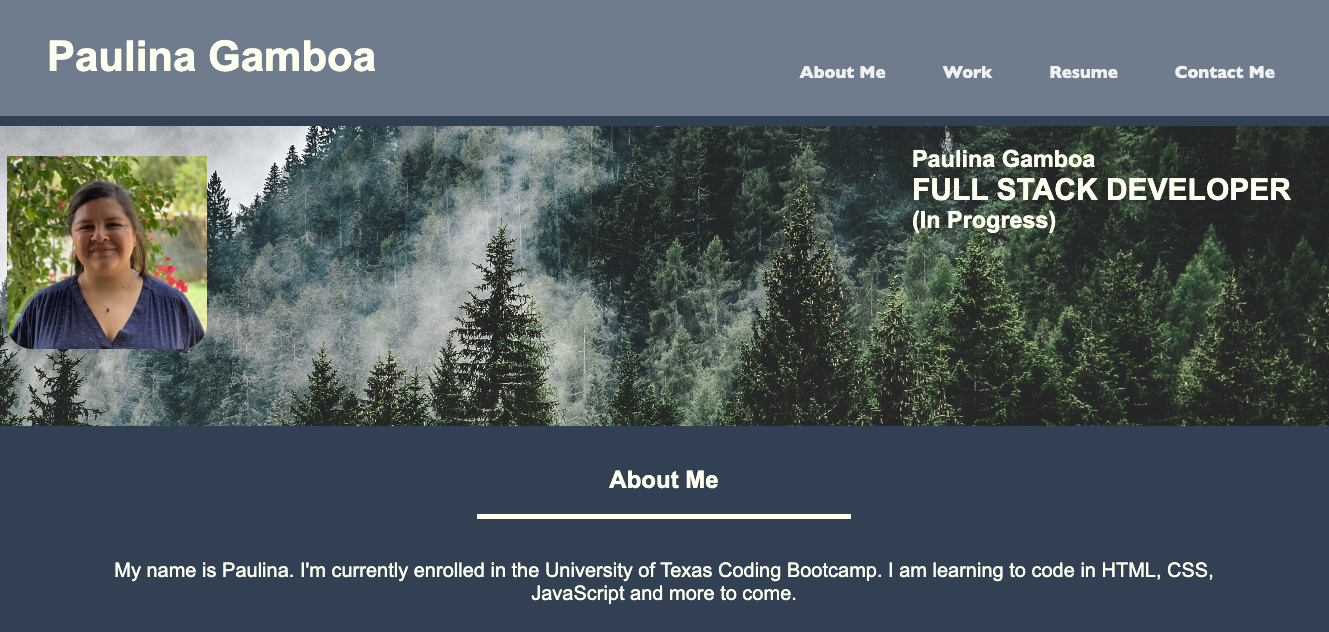 Paulina Gamboa
About Me Work Resume Contact Me
Paulina Gamboa
FULL STACK DEVELOPER
(In Progress)
About Me
My name is Paulina. I'm currently enrolled in the University of Texas Coding Bootcamp. I am learning to code in HTML, CSS,
JavaScript and more to come.